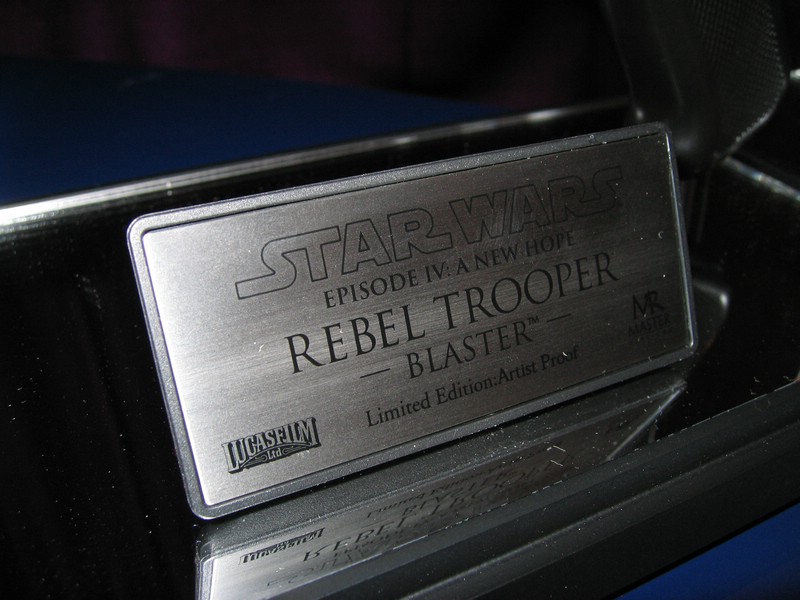 STAR WARS
EPISODE IV: A NEW HOPE
REBEL TROOPER
— BLASTER™ —
Limited Edition:Artist Proof
MR
MASTER
LUCASFILM
Ltd